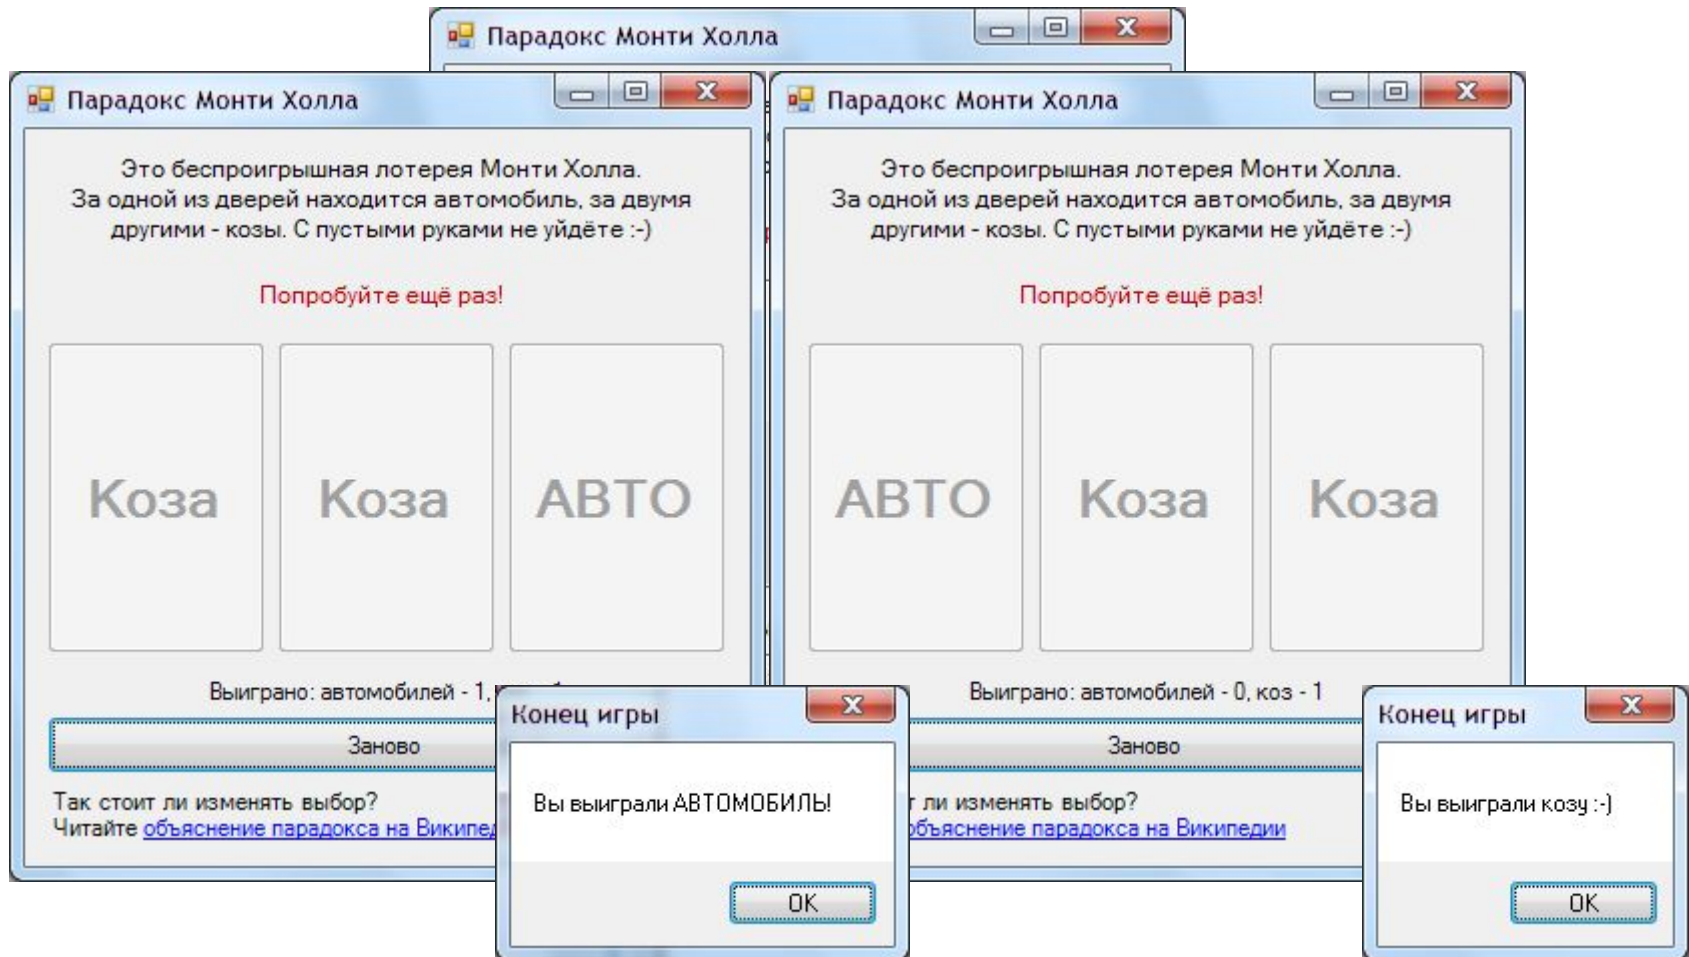 Парадокс Монти Холла
Парадокс Монти Холла
Это беспроигрышная лотерея Монти Холла.
За одной из дверей находится автомобиль, за двумя
другими - козы. С пустыми руками не уйдёте :-)
Попробуйте ещё раз!
Коза
Коза
АВТО
Выиграно: автомобилей - 1,
Заново
Так стоит ли изменять выбор?
Читайте объяснение парадокса на
Конец игры
Вы выиграли АВТОМОБИЛЬ!
OK
Парадокс Монти Холла
Это беспроигрышная лотерея Монти Холла.
За одной из дверей находится автомобиль, за двумя
другими - козы. С пустыми руками не уйдёте :-)
Попробуйте ещё раз!
АВТО
Коза
Коза
Выиграно: автомобилей - 0, коз - 1
Заново
ли изменять выбор?
объяснение парадокса на Википедии
Конец игры
Вы выиграли козу :-)
OK